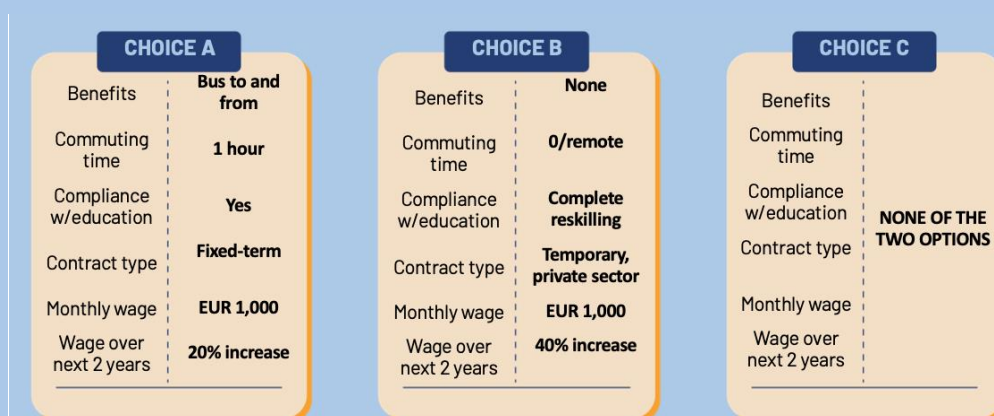 CHOICE A
Benefits
Bus to and
from
Commuting
time
1 hour
Compliance
w/education
Yes
Contract type
Fixed-term
Monthly wage
EUR 1,000
Wage over
next 2 years
20% increase
CHOICE B
Benefits
None
Commuting
time
0/remote
Compliance
w/education
Complete
reskilling
Contract type
Temporary,
private sector
Monthly wage
EUR 1,000
Wage over
next 2 years
40% increase
CHOICE C
Benefits
Commuting
time
Compliance
w/education
Contract type
Monthly wage
Wage over
next 2 years
NONE OF THE
TWO OPTIONS